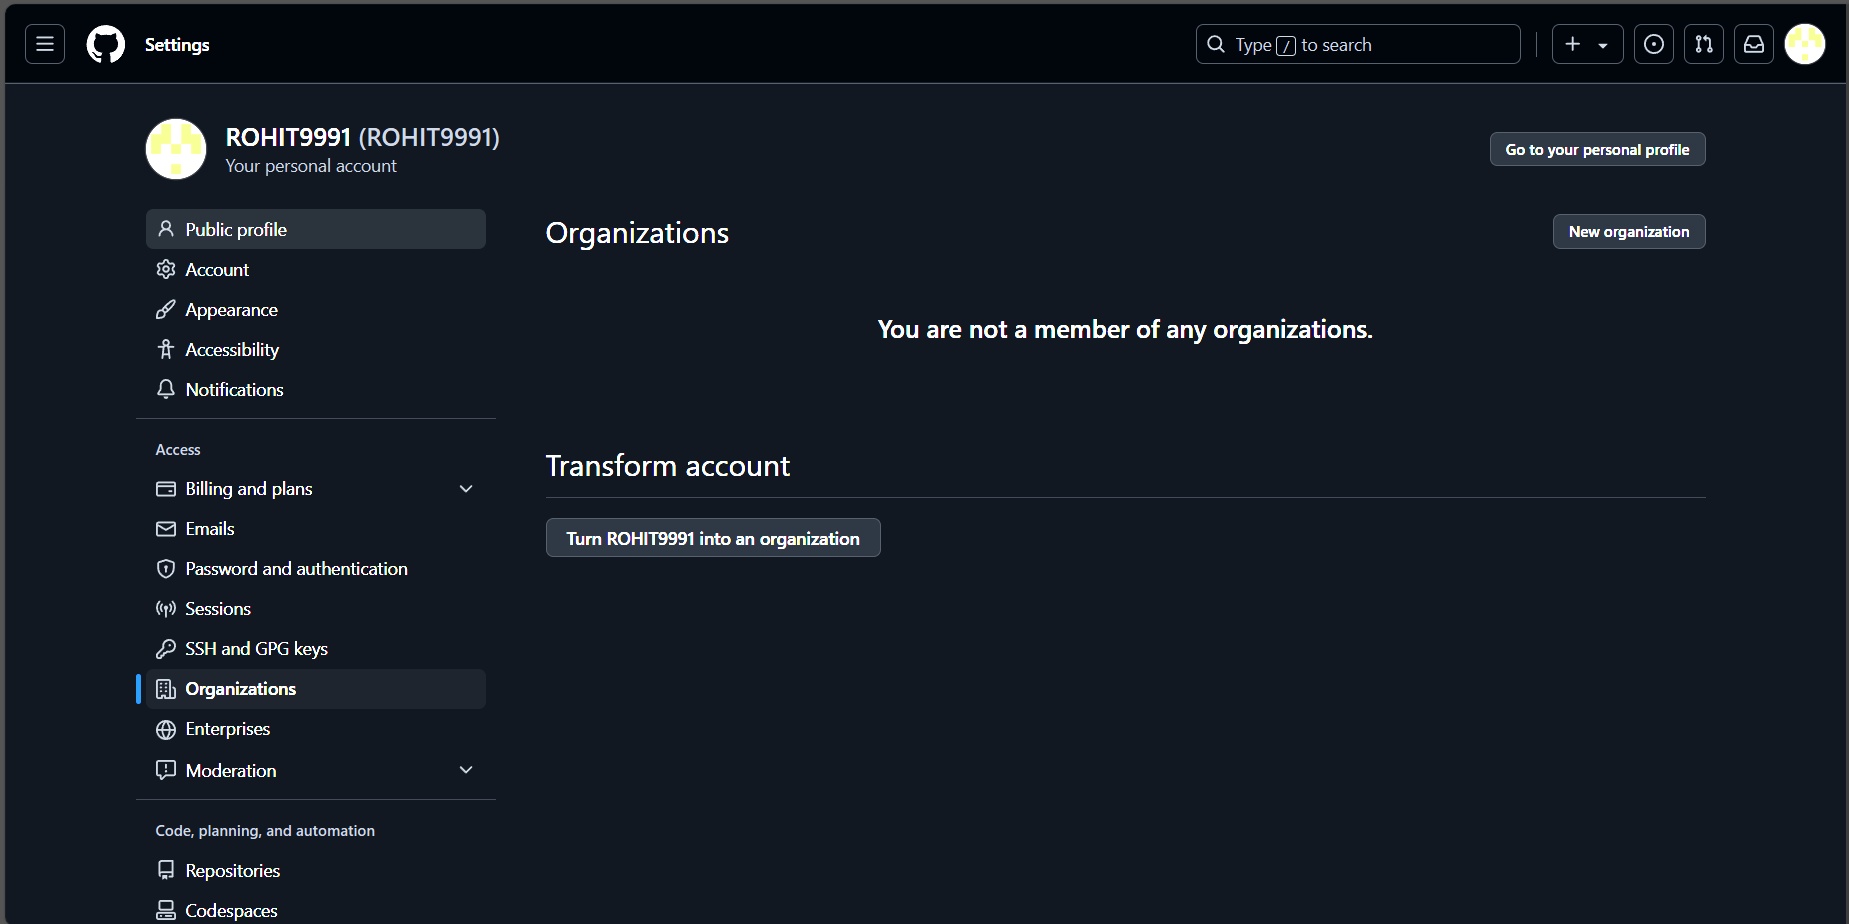 Settings
Type / to search
ROHIT9991 (ROHIT9991)
Your personal account
Go to your personal profile
Public profile
Account
Appearance
Accessibility
Notifications
Access
Billing and plans
Emails
Password and authentication
Sessions
SSH and GPG keys
Organizations
Enterprises
Moderation
Code, planning, and automation
Repositories
Codespaces
Organizations
New organization
You are not a member of any organizations.
Transform account
Turn ROHIT9991 into an organization